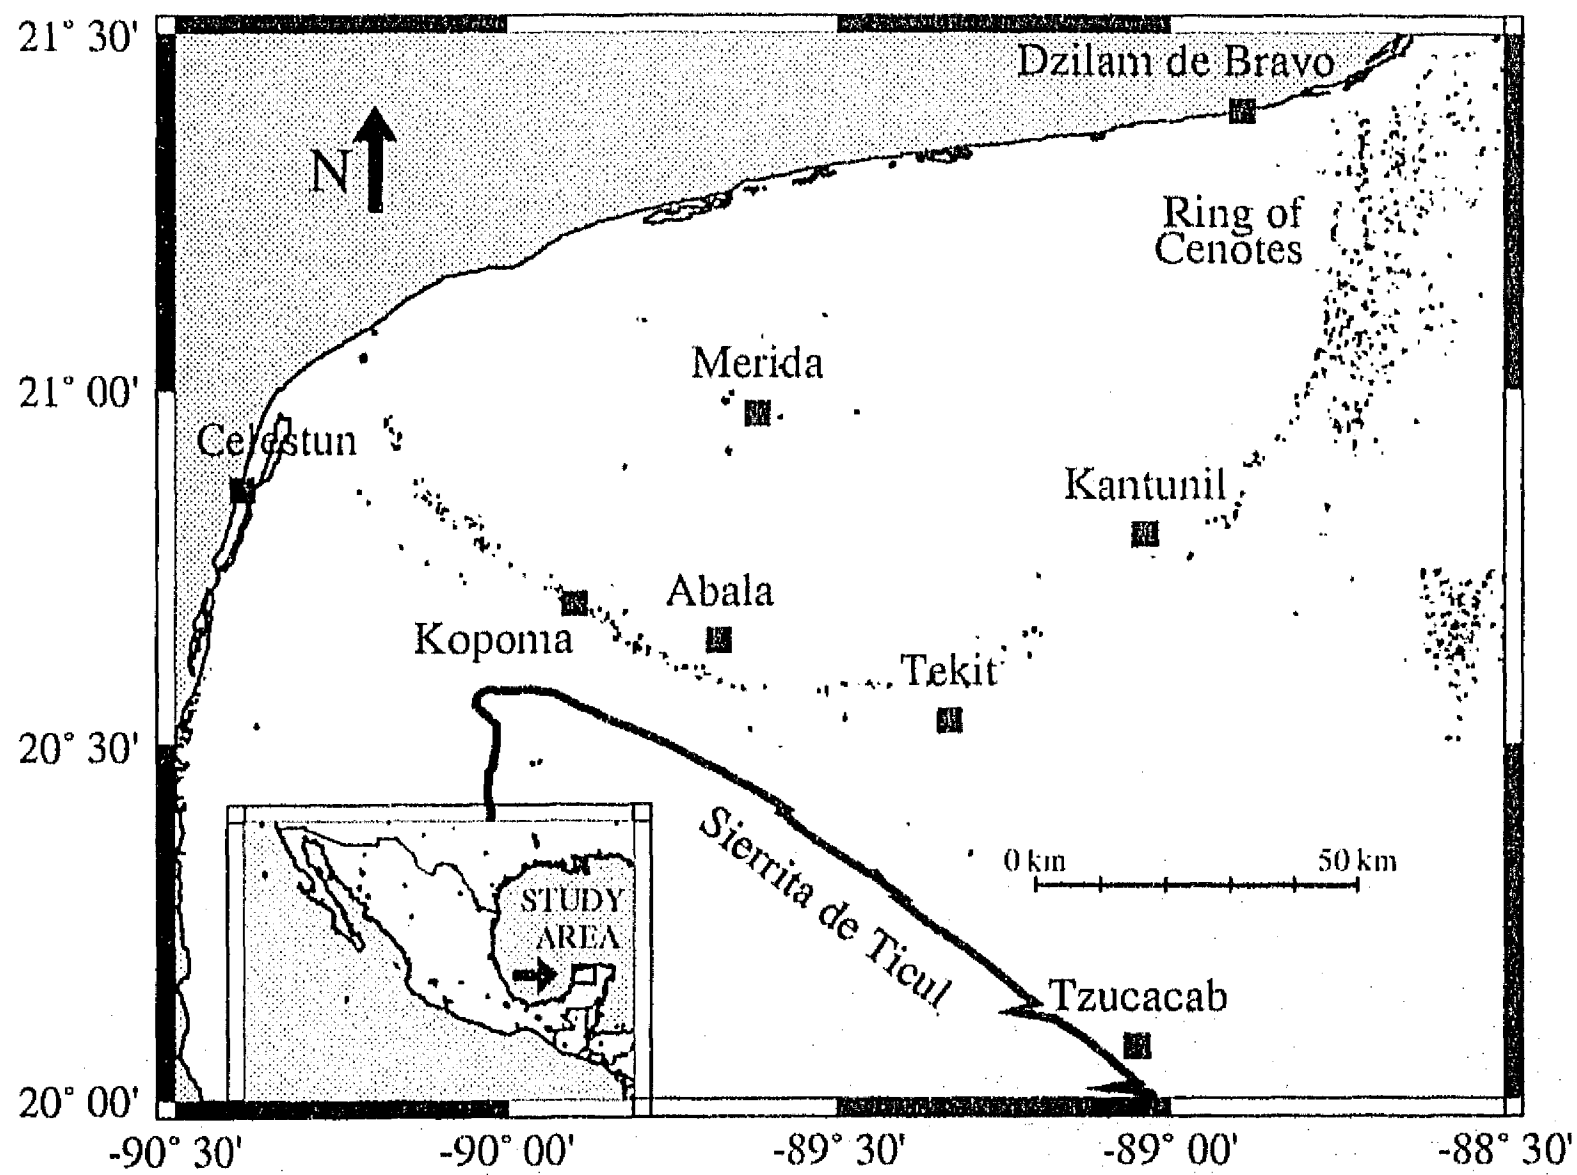 21° 30'
Dzilam de Bravo
N
Ring of
Cenotes
Merida
21° 00'
Celestun
Kantunil
Abala
Kopoma
Tekit
20° 30'
Sierrita de Ticul
0 km 50 km
STUDY
AREA
Tzucacab
20° 00'
-90° 30' -90° 00' -89° 30' -89° 00' -88° 30'